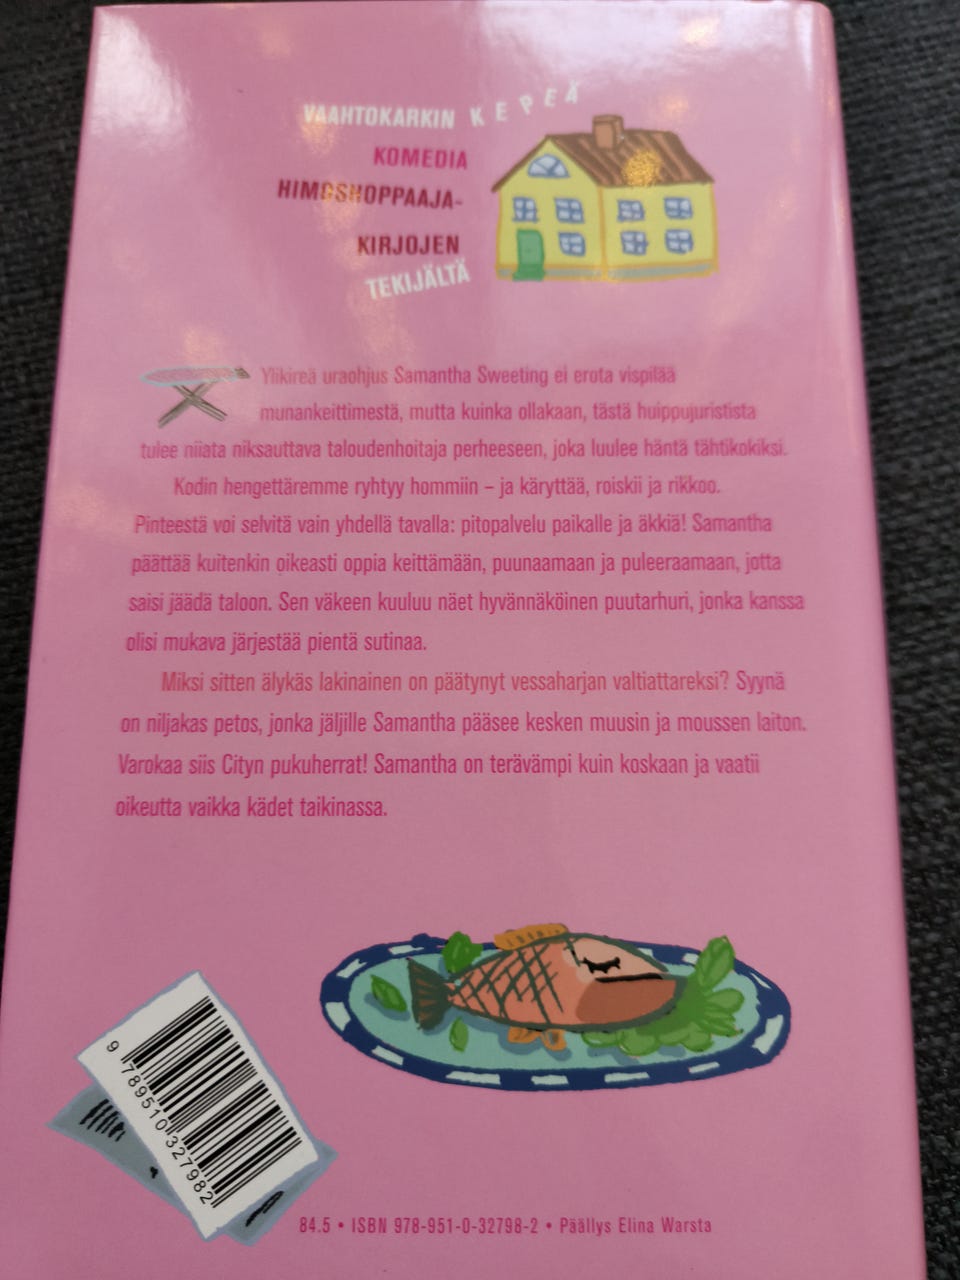 VAAHTOKARKIN KEPEÄ
KOMEDIA
HIMOSHOPPAAJA-
KIRJOJEN
TEKIJÄLTÄ
Ylikireä uraohjus Samantha Sweeting ei erota vispilää
munankeittimestä, mutta kuinka ollakaan, tästä huippujuristista
tulee niiata niksauttava taloudenhoitaja perheeseen, joka luulee häntä tähtikokiksi.
Kodin hengettäremme ryhtyy hommiin – ja käryttää, roiskii ja rikkoo.
Pinteestä voi selvitä vain yhdellä tavalla: pitopalvelu paikalle ja äkkiä! Samantha
päättää kuitenkin oikeasti oppia keittämään, puunaamaan ja puleeraamaan, jotta
saisi jäädä taloon. Sen väkeen kuuluu näet hyvännäköinen puutarhuri, jonka kanssa
olisi mukava järjestää pientä sutinaa.
Miksi sitten älykäs lakinainen on päätynyt vessaharjan valtiattareksi? Syynä
on niljakas petos, jonka jäljille Samantha pääsee kesken muusin ja moussen laiton.
Varokaa siis Cityn pukuherrat! Samantha on terävämpi kuin koskaan ja vaatii
oikeutta vaikka kädet taikinassa.
9 789510 327982
84.5 • ISBN 978-951-0-32798-2 • Päällys Elina Warsta